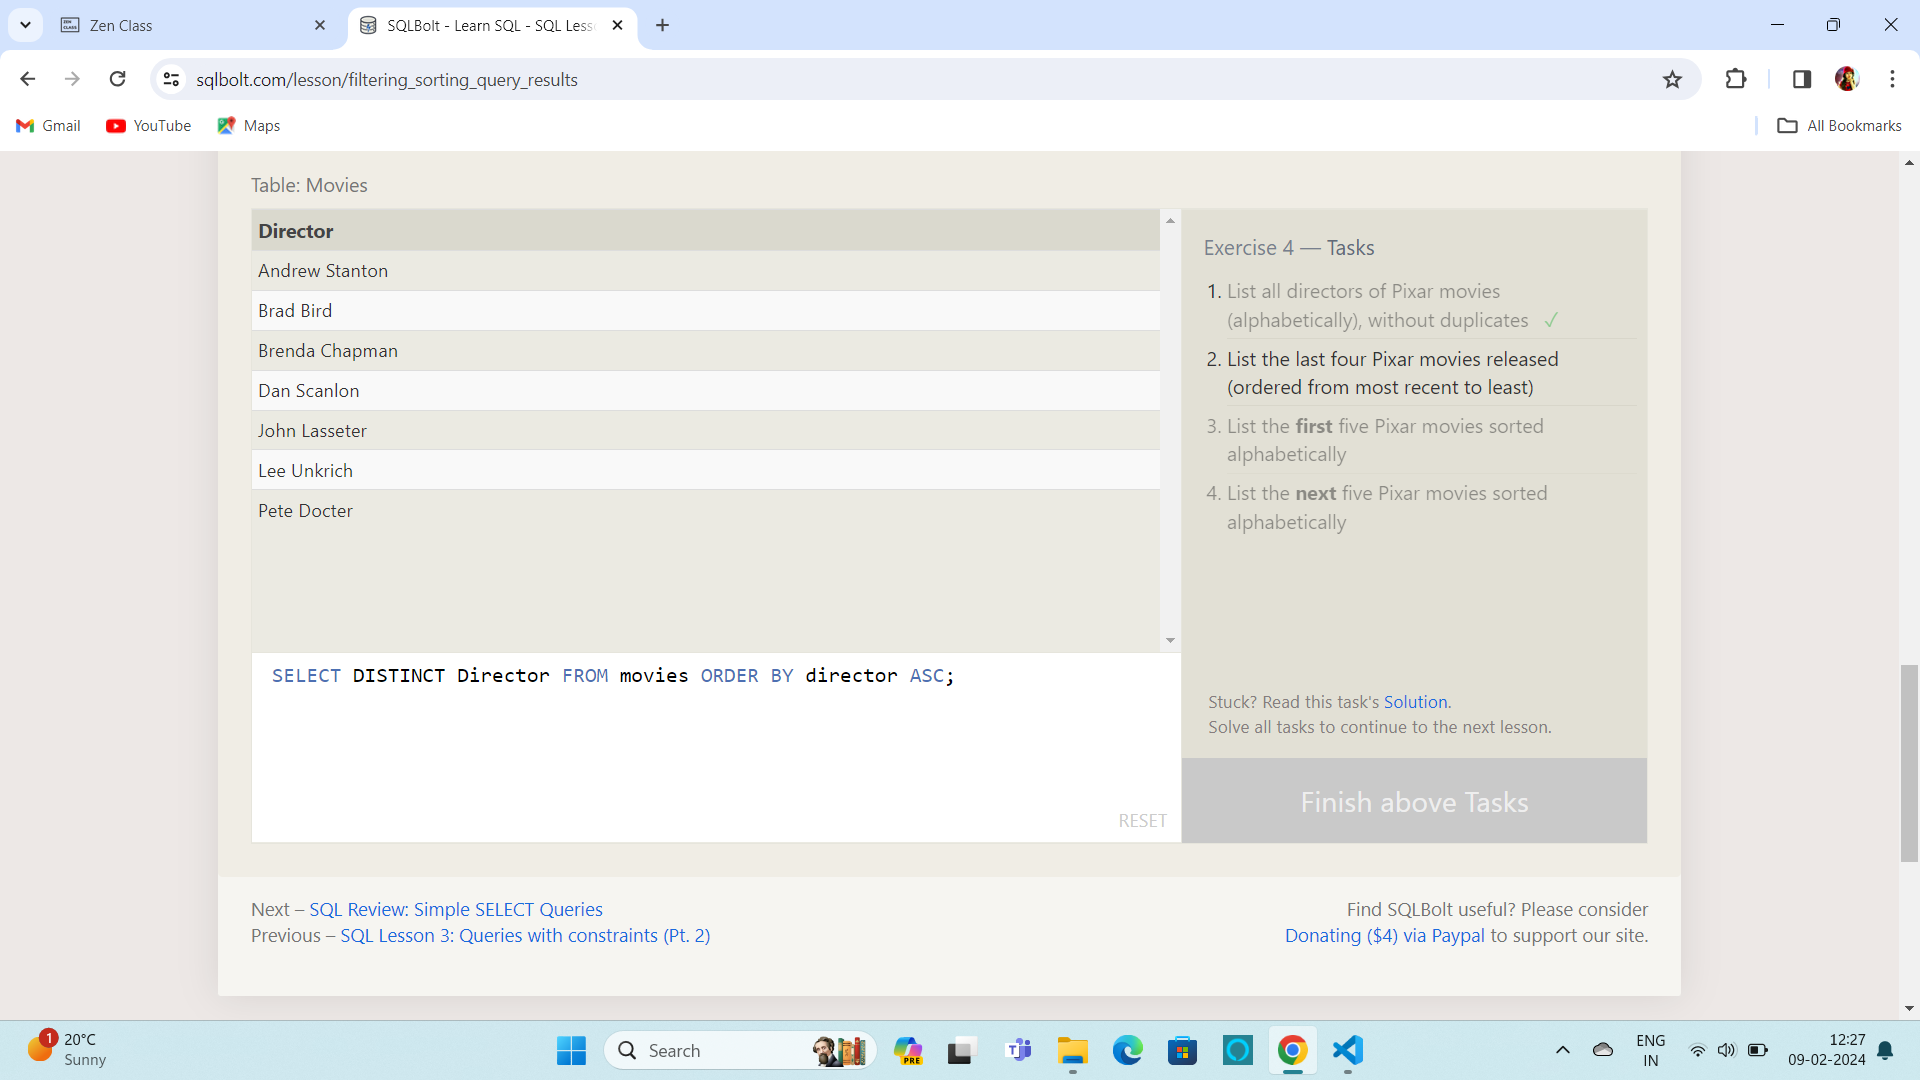 Zen Class
SQLBolt - Learn SQL - SQL Less
sqlbolt.com/lesson/filtering_sorting_query_results
Gmail
YouTube
Maps
All Bookmarks
Table: Movies
Director
Andrew Stanton
Brad Bird
Brenda Chapman
Dan Scanlon
John Lasseter
Lee Unkrich
Pete Docter
SELECT DISTINCT Director FROM movies ORDER BY director ASC;
RESET
Exercise 4 — Tasks
1. List all directors of Pixar movies
(alphabetically), without duplicates ✓
2. List the last four Pixar movies released
(ordered from most recent to least)
3. List the first five Pixar movies sorted
alphabetically
4. List the next five Pixar movies sorted
alphabetically
Stuck? Read this task's Solution.
Solve all tasks to continue to the next lesson.
Finish above Tasks
Next – SQL Review: Simple SELECT Queries
Previous – SQL Lesson 3: Queries with constraints (Pt. 2)
Find SQLBolt useful? Please consider
Donating ($4) via Paypal to support our site.
1
20°C
Sunny
Search
PRE
ENG
IN
12:27
09-02-2024